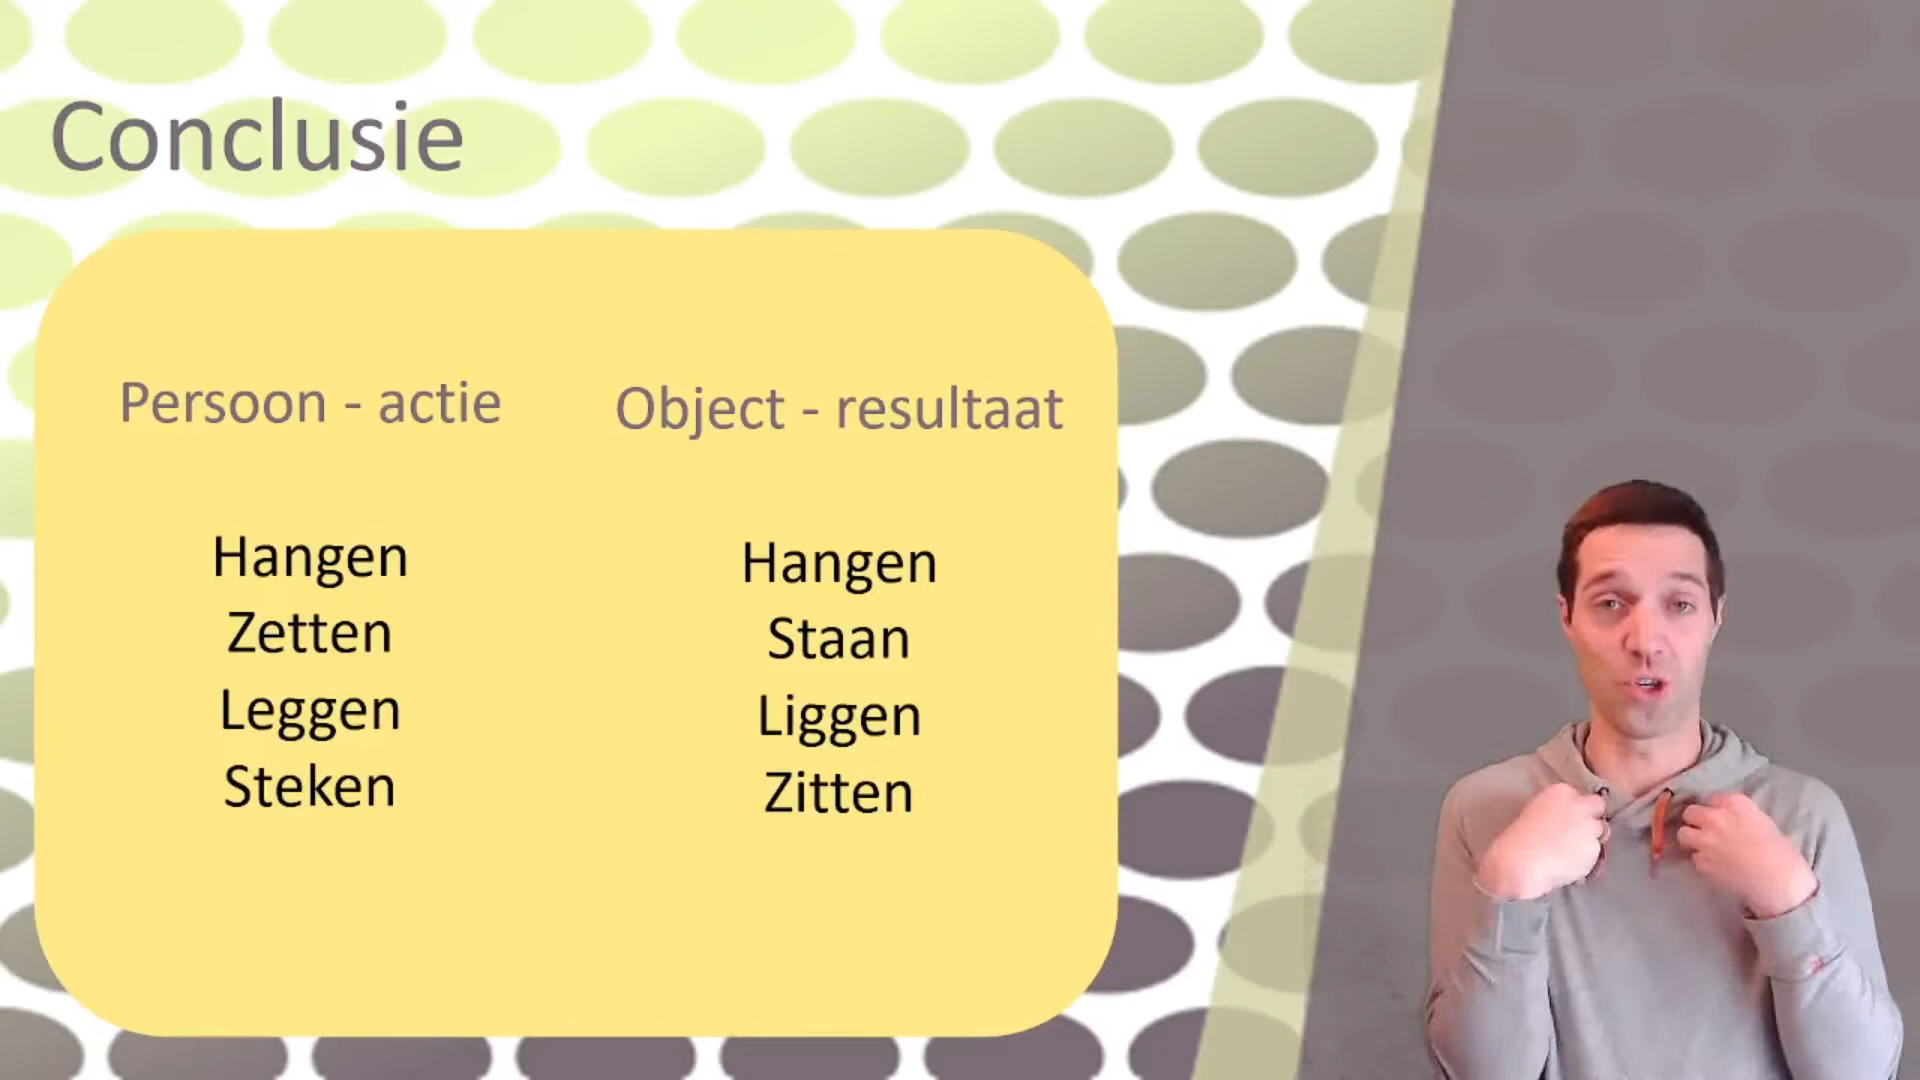 Conclusie
Persoon - actie
Hangen
Zetten
Leggen
Steken
Object - resultaat
Hangen
Staan
Liggen
Zitten